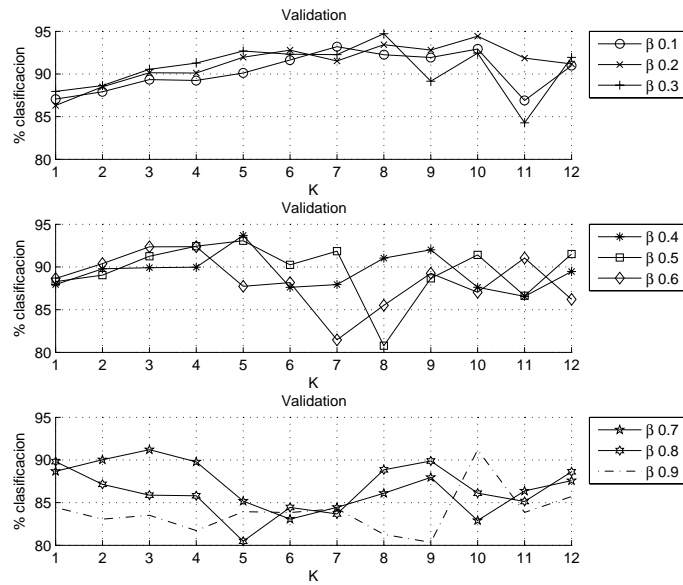 Validation
95
90
85
80
% clasificacion
1 2 3 4 5 6 7 8 9 10 11 12
K
β 0.1
β 0.2
β 0.3
Validation
95
90
85
80
% clasificacion
1 2 3 4 5 6 7 8 9 10 11 12
K
β 0.4
β 0.5
β 0.6
Validation
95
90
85
80
% clasificacion
1 2 3 4 5 6 7 8 9 10 11 12
K
β 0.7
β 0.8
β 0.9